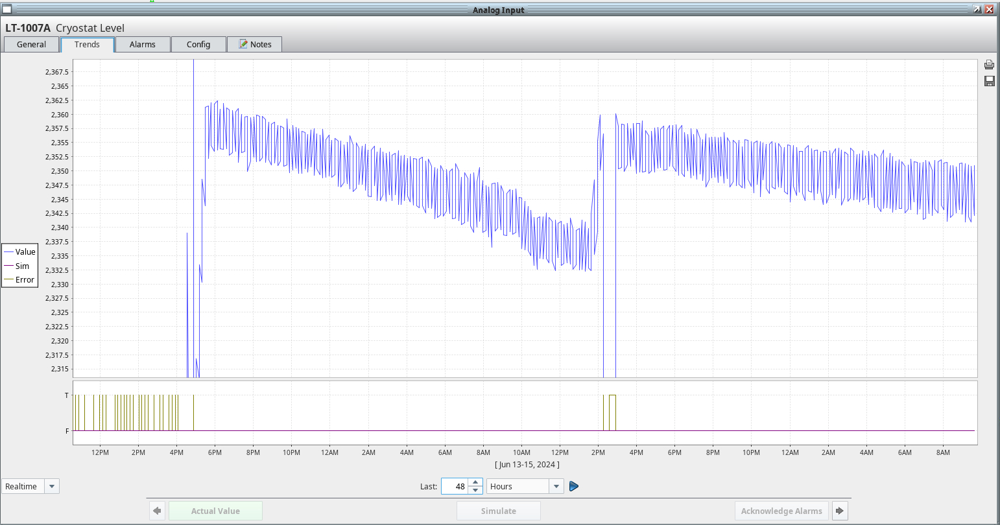 Analog Input
LT-1007A Cryostat Level
General Trends Alarms Config Notes
2,367.5
2,365
2,362.5
2,360
2,357.5
2,355
2,352.5
2,350
2,347.5
2,345
2,342.5
2,340
2,337.5
2,335
2,332.5
2,330
2,327.5
2,325
2,322.5
2,320
2,317.5
2,315
Value
Sim
Error
T
F
12PM 2PM 4PM 6PM 8PM 10PM 12AM 2AM 4AM 6AM 8AM 10AM 12PM 2PM 4PM 6PM 8PM 10PM 12AM 2AM 4AM 6AM 8AM
[ Jun 13-15, 2024 ]
Realtime Last: 48 Hours
Actual Value Simulate Acknowledge Alarms